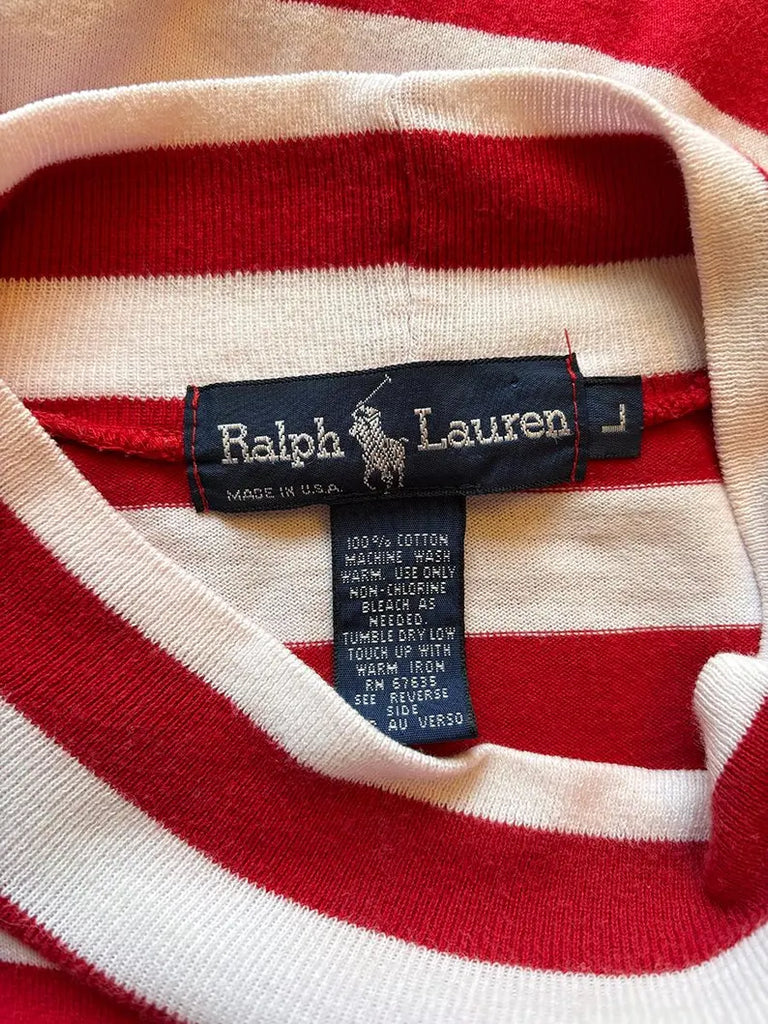 Ralph Lauren
MADE IN U.S.A.
L
100% COTTON
MACHINE WASH
WARM. USE ONLY
NON-CHLORINE
BLEACH AS
NEEDED.
TUMBLE DRY LOW
TOUCH UP WITH
WARM IRON
RN 67635
SEE REVERSE
SIDE
AU VERSO